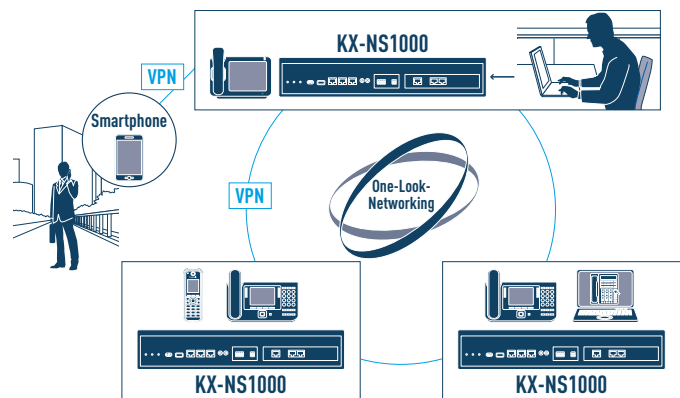 KX-NS1000
VPN
Smartphone
VPN
One-Look-
Networking
KX-NS1000
KX-NS1000